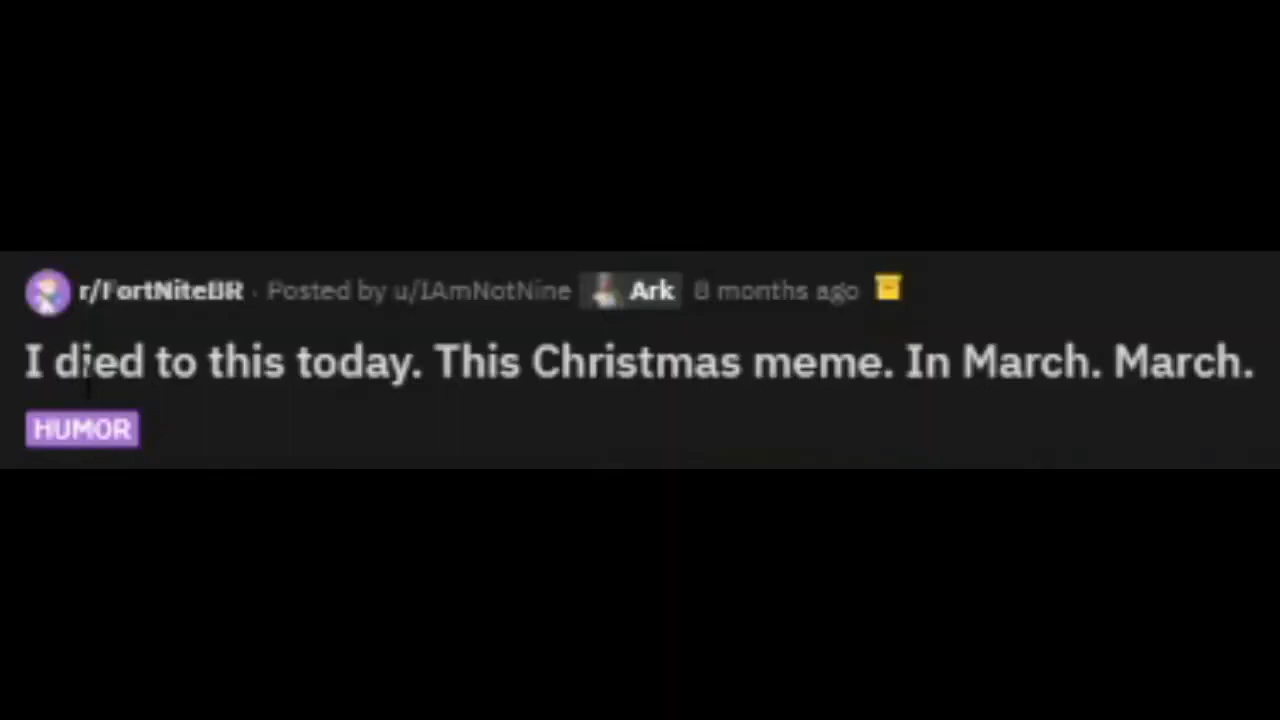 r/FortNiteBR · Posted by u/IAmNotNine Ark 8 months ago
I died to this today. This Christmas meme. In March. March.
HUMOR